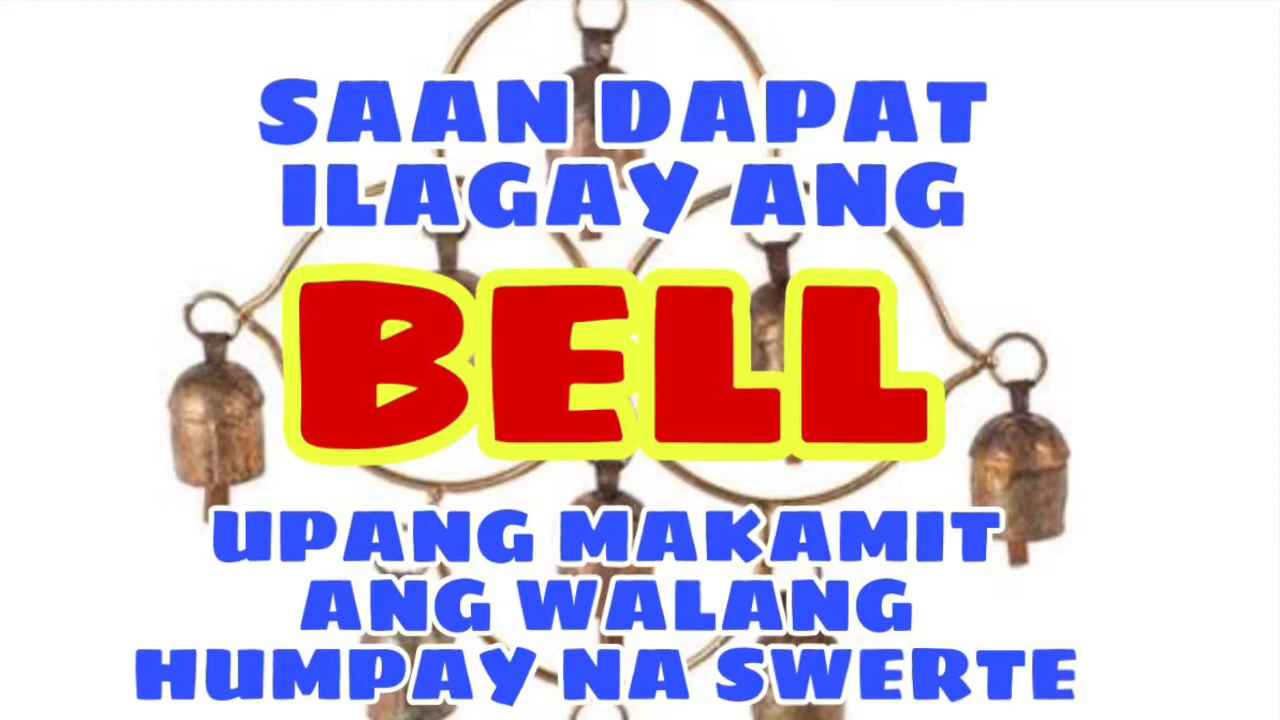 SAAN DAPAT
ILAGAY ANG
BELL
UPANG MAKAMIT
ANG WALANG
HUMPAY NA SWERTE